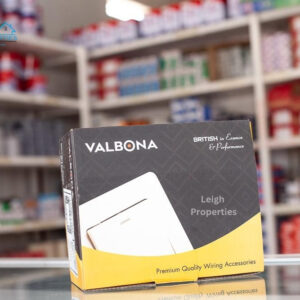 VALBONA
BRITISH in Essence
& Performance
Leigh
Properties
Premium Quality Wiring Accessories